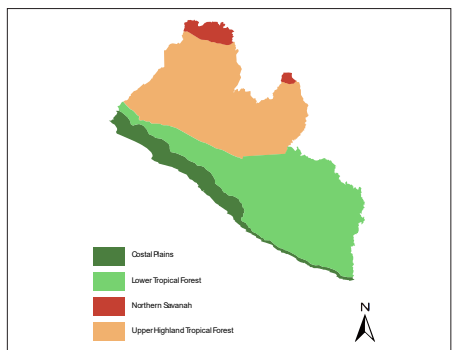 Costal Plains
Lower Tropical Forest
Northern Savanah
Upper Highland Tropical Forest
N